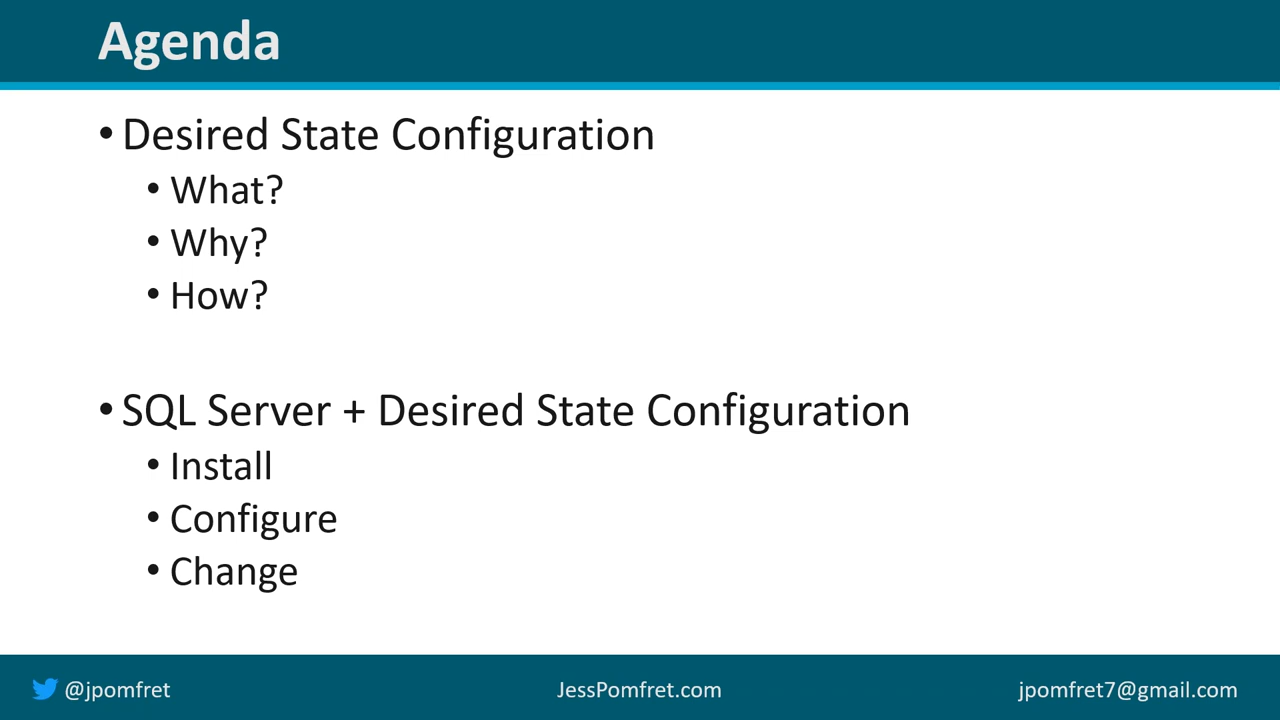 Agenda
• Desired State Configuration
• What?
• Why?
• How?
• SQL Server + Desired State Configuration
• Install
• Configure
• Change
@jpomfret
JessPomfret.com
jpomfret7@gmail.com